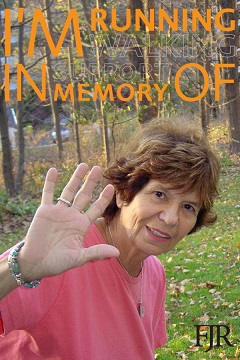 I'M RUNNING
WALKING
SUPPORT
IN MEMORY OF
FJR